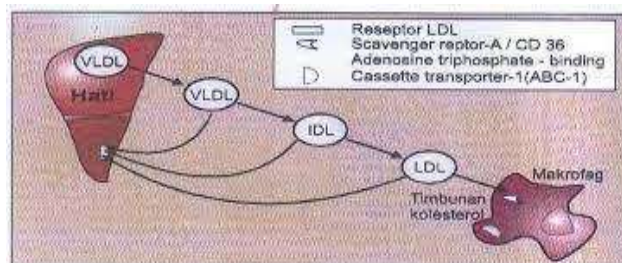 Reseptor LDL
Scavenger reptor-A / CD 36
Adenosine triphosphate - binding
Cassette transporter-1(ABC-1)
VLDL
Hati
VLDL
IDL
LDL
Makrofag
Timbunan
kolesterol